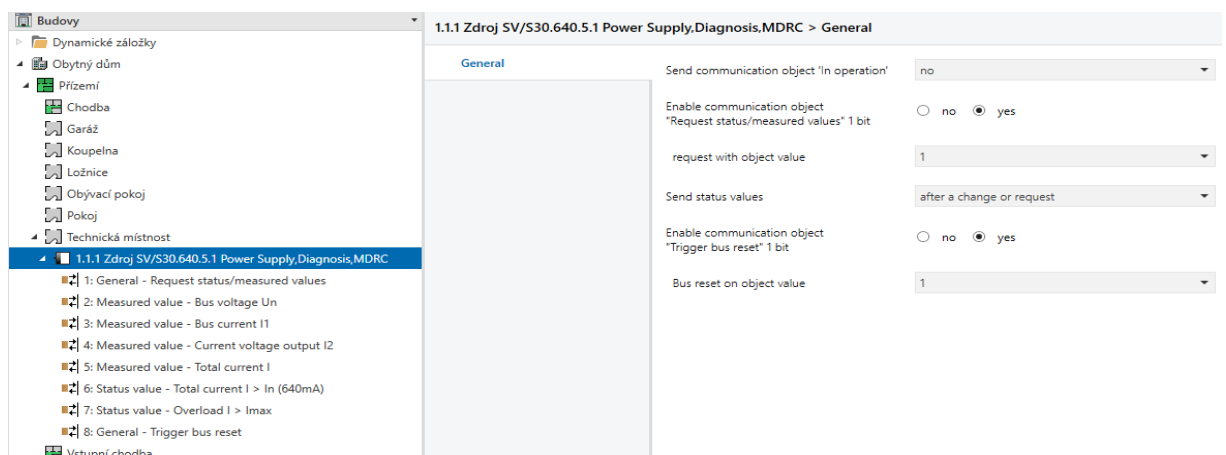 Budovy
Dynamické záložky
Obytný dům
Přízemí
Chodba
Garáž
Koupelna
Ložnice
Obývací pokoj
Pokoj
Technická místnost
1.1.1 Zdroj SV/S30.640.5.1 Power Supply,Diagnosis,MDRC
1: General - Request status/measured values
2: Measured value - Bus voltage Un
3: Measured value - Bus current I1
4: Measured value - Current voltage output I2
5: Measured value - Total current I
6: Status value - Total current I > In (640mA)
7: Status value - Overload I > Imax
8: General - Trigger bus reset
Vstupní chodba
1.1.1 Zdroj SV/S30.640.5.1 Power Supply,Diagnosis,MDRC > General
General
Send communication object 'In operation' no
Enable communication object
"Request status/measured values" 1 bit
no yes
request with object value 1
Send status values after a change or request
Enable communication object
"Trigger bus reset" 1 bit
no yes
Bus reset on object value 1